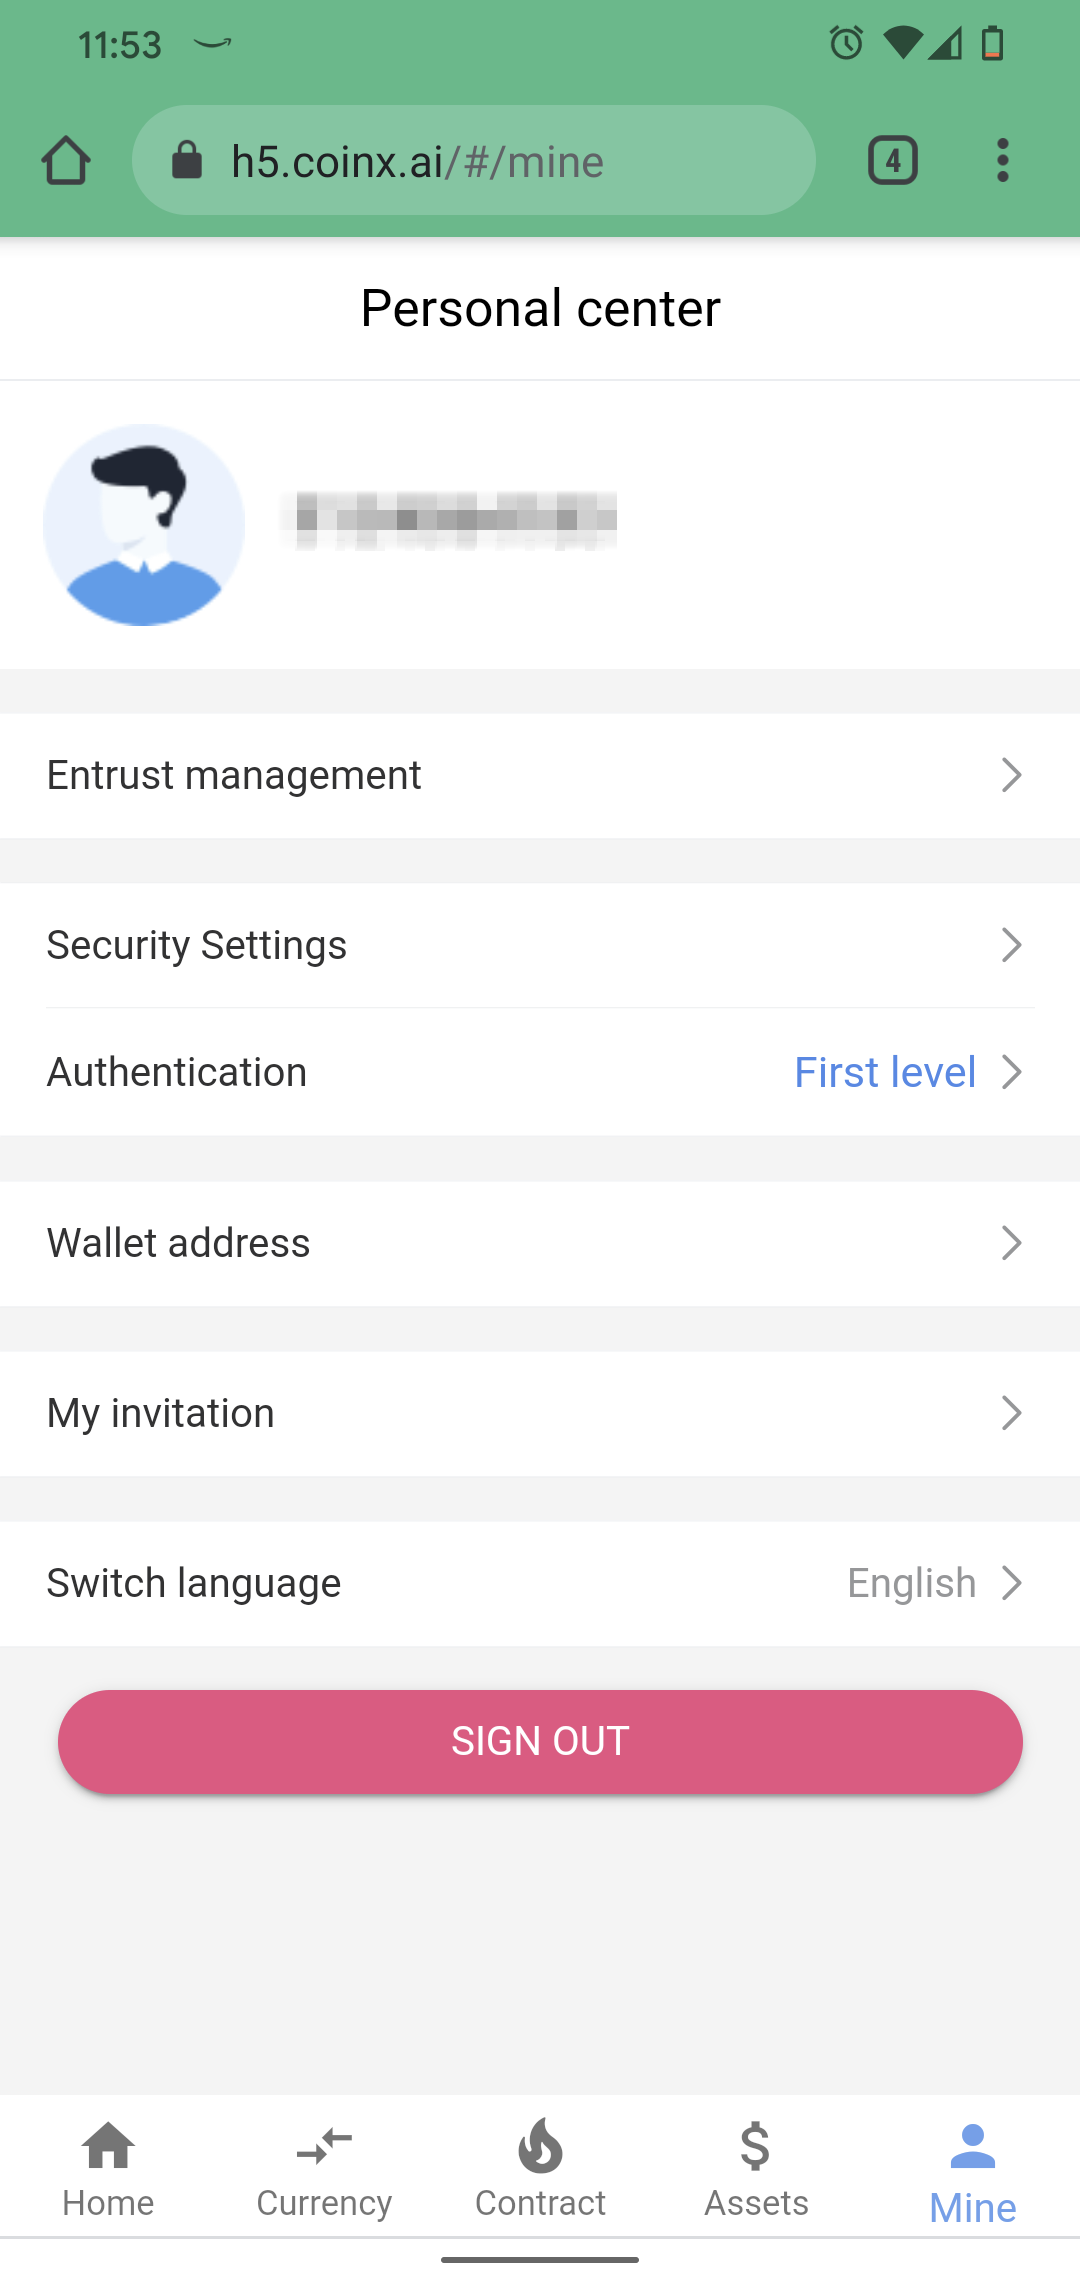 11:53
h5.coinx.ai/#/mine
4
Personal center
Entrust management
Security Settings
Authentication First level
Wallet address
My invitation
Switch language English
SIGN OUT
Home Currency Contract Assets Mine